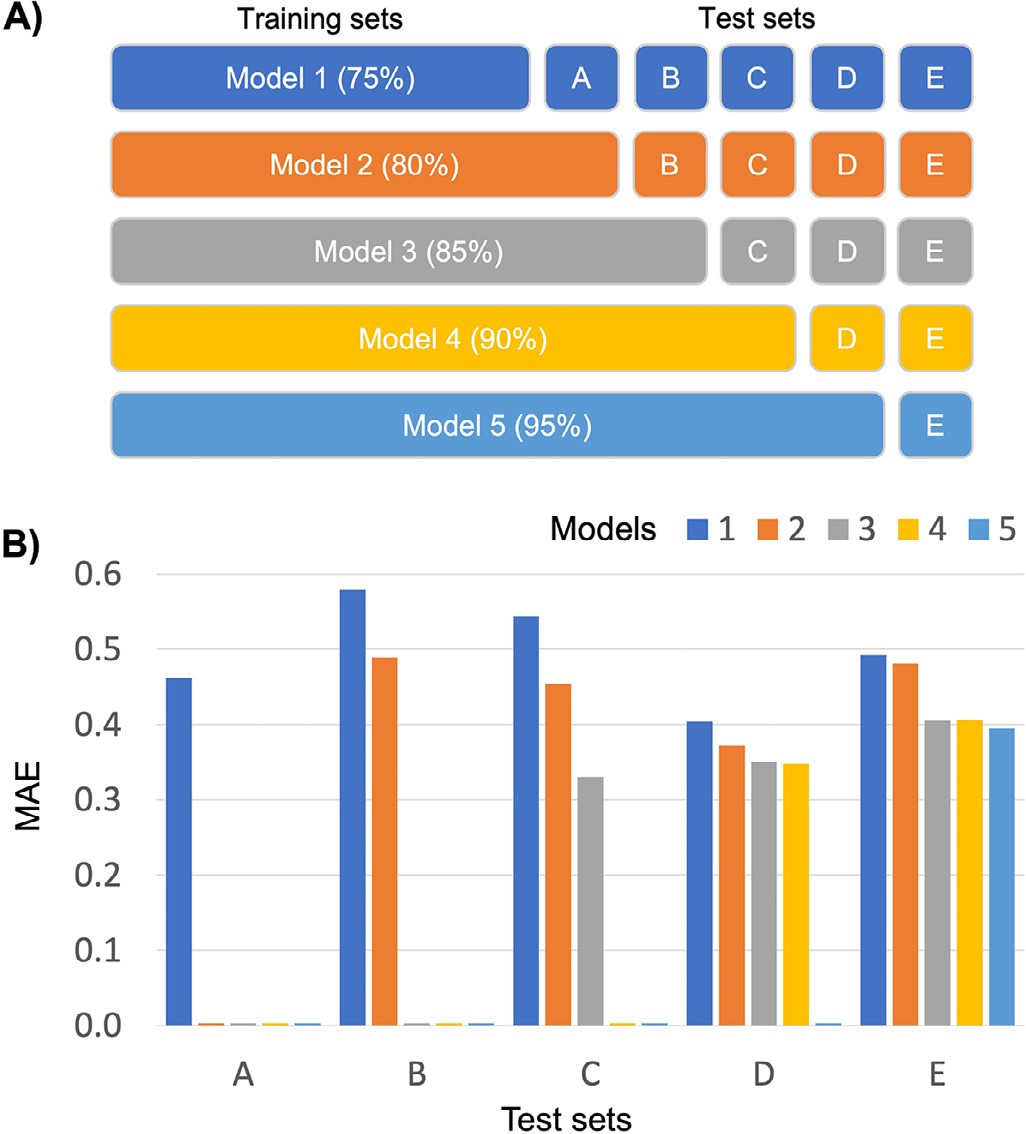 A)
Training sets Test sets
Model 1 (75%) A B C D E
Model 2 (80%) B C D E
Model 3 (85%) C D E
Model 4 (90%) D E
Model 5 (95%) E
B)
Models 1 2 3 4 5
0.6
0.5
0.4
0.3
0.2
0.1
0.0
MAE
A B C D E
Test sets